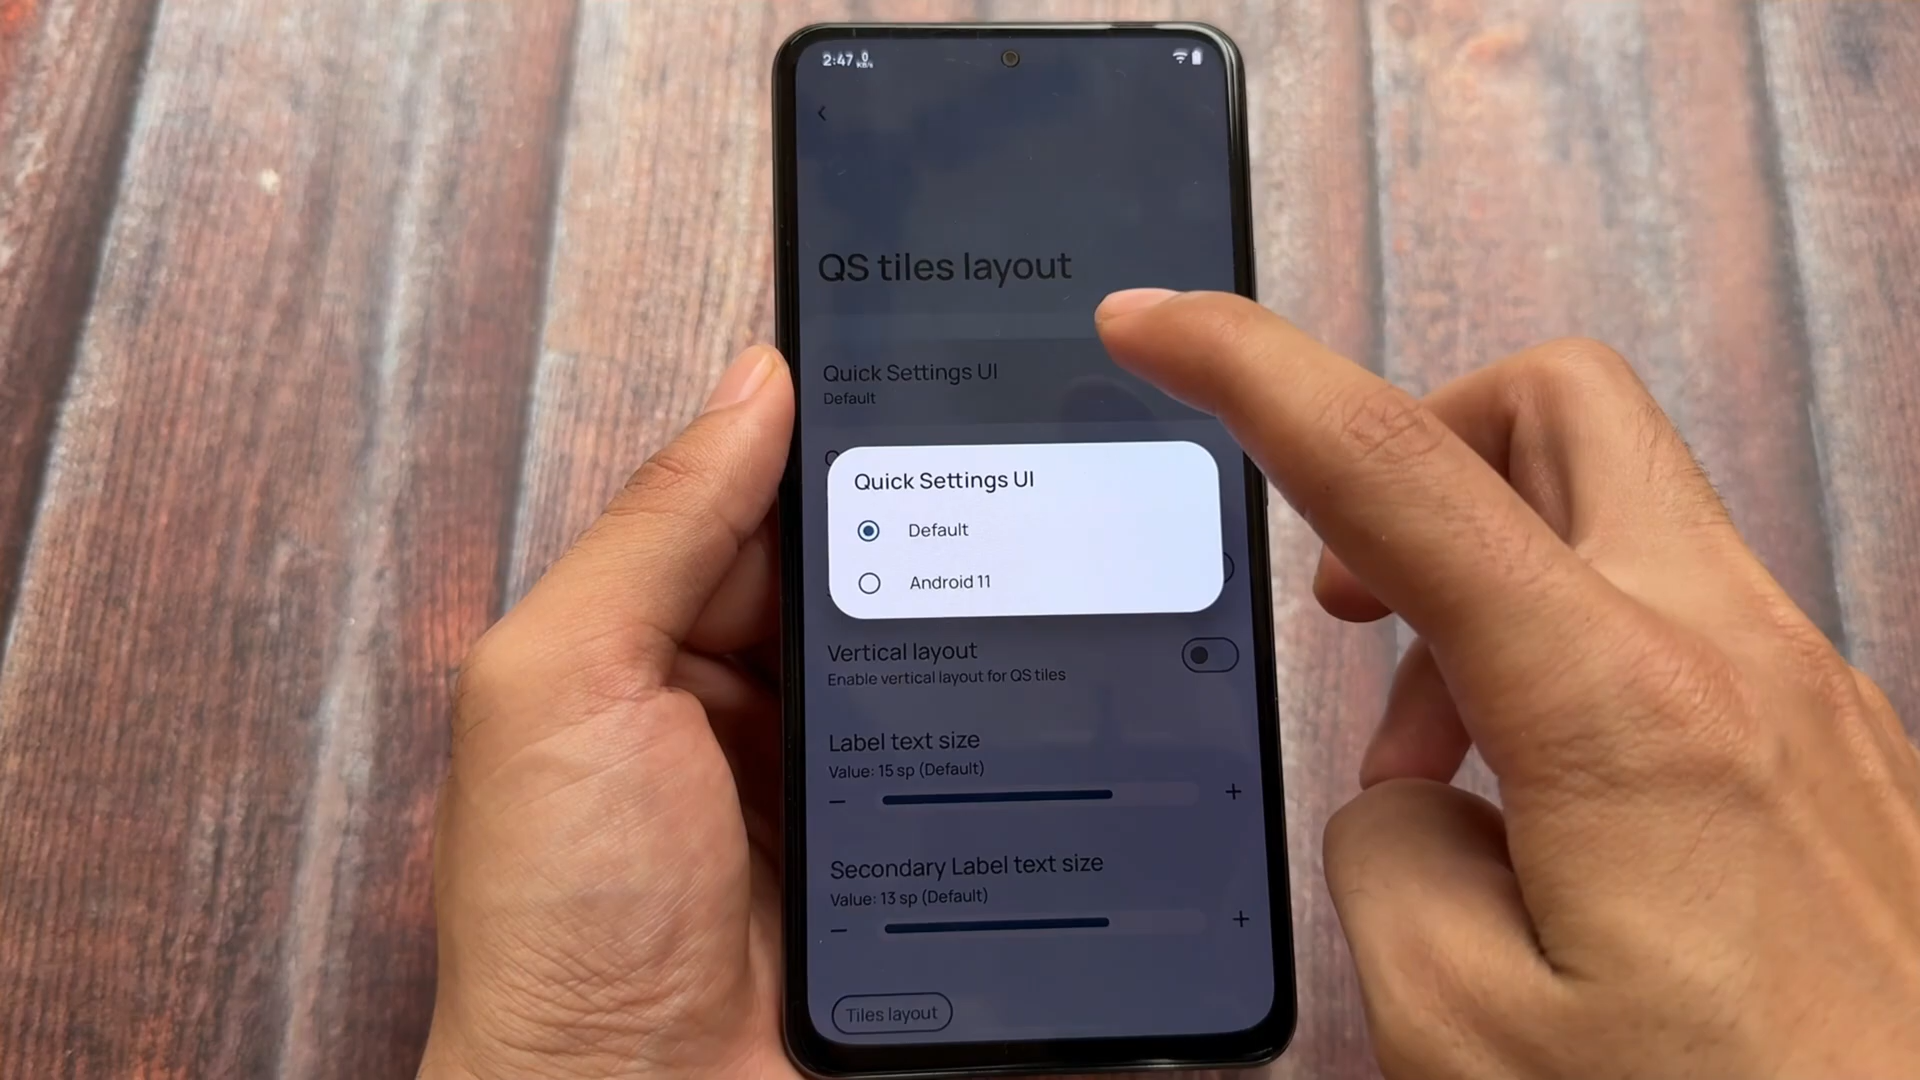 2:47 0 KB/s
QS tiles layout
Quick Settings UI
Default
Quick Settings UI
Default
Android 11
Vertical layout
Enable vertical layout for QS tiles
Label text size
Value: 15 sp (Default)
− +
Secondary Label text size
Value: 13 sp (Default)
− +
Tiles layout